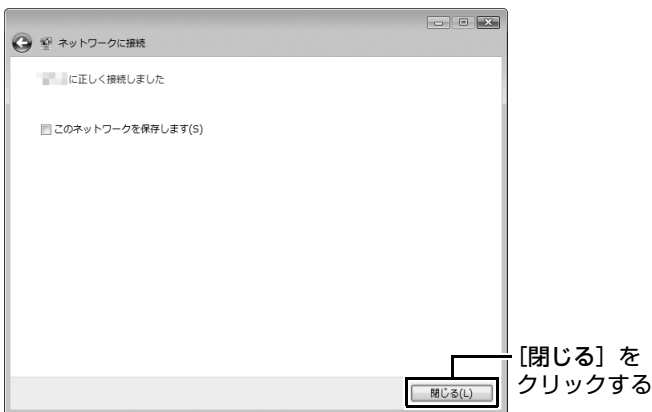 ネットワークに接続
に正しく接続しました
このネットワークを保存します(S)
閉じる(L)
［閉じる］を
クリックする